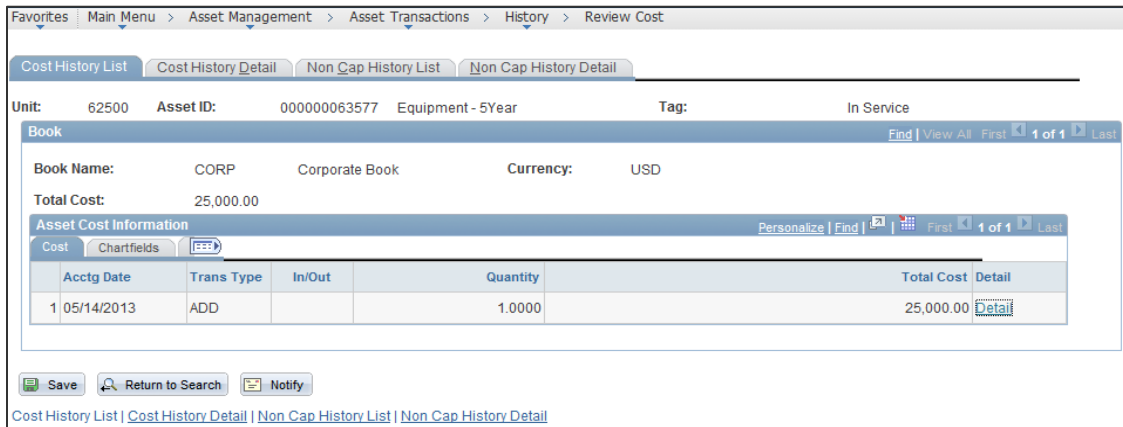 Favorites Main Menu > Asset Management > Asset Transactions > History > Review Cost
Cost History List Cost History Detail Non Cap History List Non Cap History Detail
Unit: 62500 Asset ID: 000000063577 Equipment - 5Year Tag: In Service
Book Find | View All First 1 of 1 Last
Book Name: CORP Corporate Book Currency: USD
Total Cost: 25,000.00
Asset Cost Information Personalize | Find | | First 1 of 1 Last
Cost Chartfields
Acctg Date Trans Type In/Out Quantity Total Cost Detail
1 05/14/2013 ADD 1.0000 25,000.00 Detail
Save Return to Search Notify
Cost History List | Cost History Detail | Non Cap History List | Non Cap History Detail